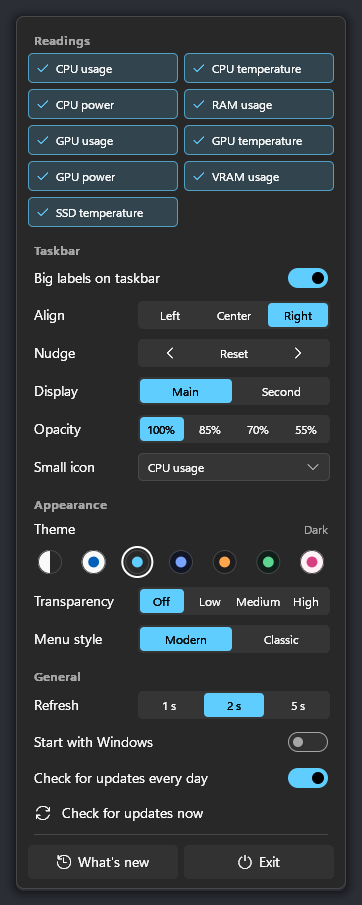 Readings
CPU usage
CPU temperature
CPU power
RAM usage
GPU usage
GPU temperature
GPU power
VRAM usage
SSD temperature
Taskbar
Big labels on taskbar
Align Left Center Right
Nudge Reset
Display Main Second
Opacity 100% 85% 70% 55%
Small icon CPU usage
Appearance
Theme Dark
Transparency Off Low Medium High
Menu style Modern Classic
General
Refresh 1 s 2 s 5 s
Start with Windows
Check for updates every day
Check for updates now
What's new Exit